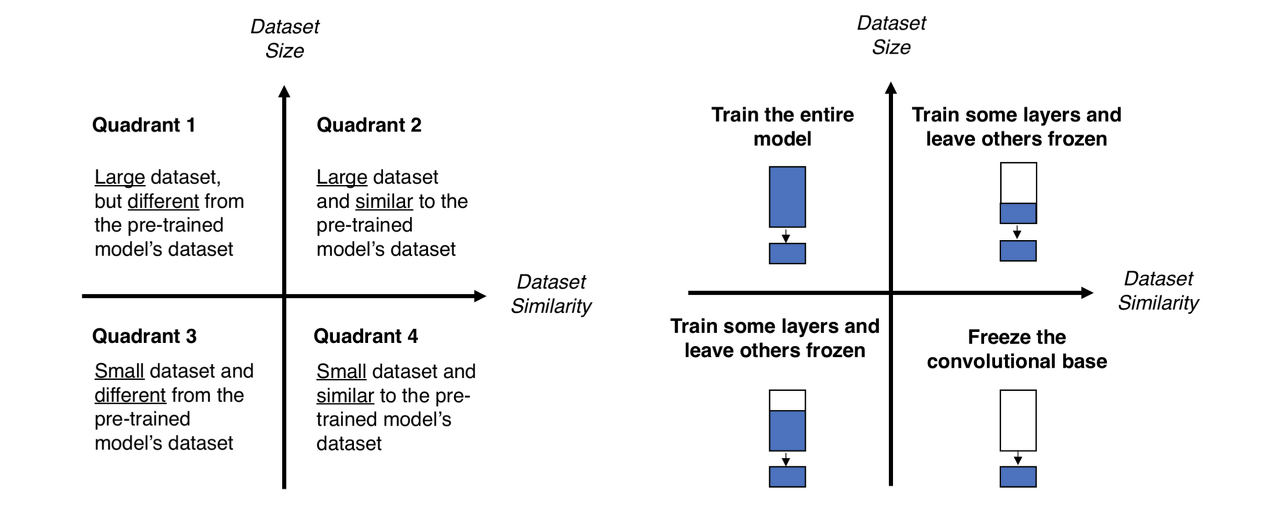 Dataset
Size
Quadrant 1
Large dataset,
but different from
the pre-trained
model's dataset
Quadrant 2
Large dataset
and similar to the
pre-trained
model's dataset
Dataset
Similarity
Quadrant 3
Small dataset and
different from the
pre-trained
model's dataset
Quadrant 4
Small dataset and
similar to the pre-
trained model's
dataset
Dataset
Size
Train the entire
model
Train some layers and
leave others frozen
Dataset
Similarity
Train some layers and
leave others frozen
Freeze the
convolutional base